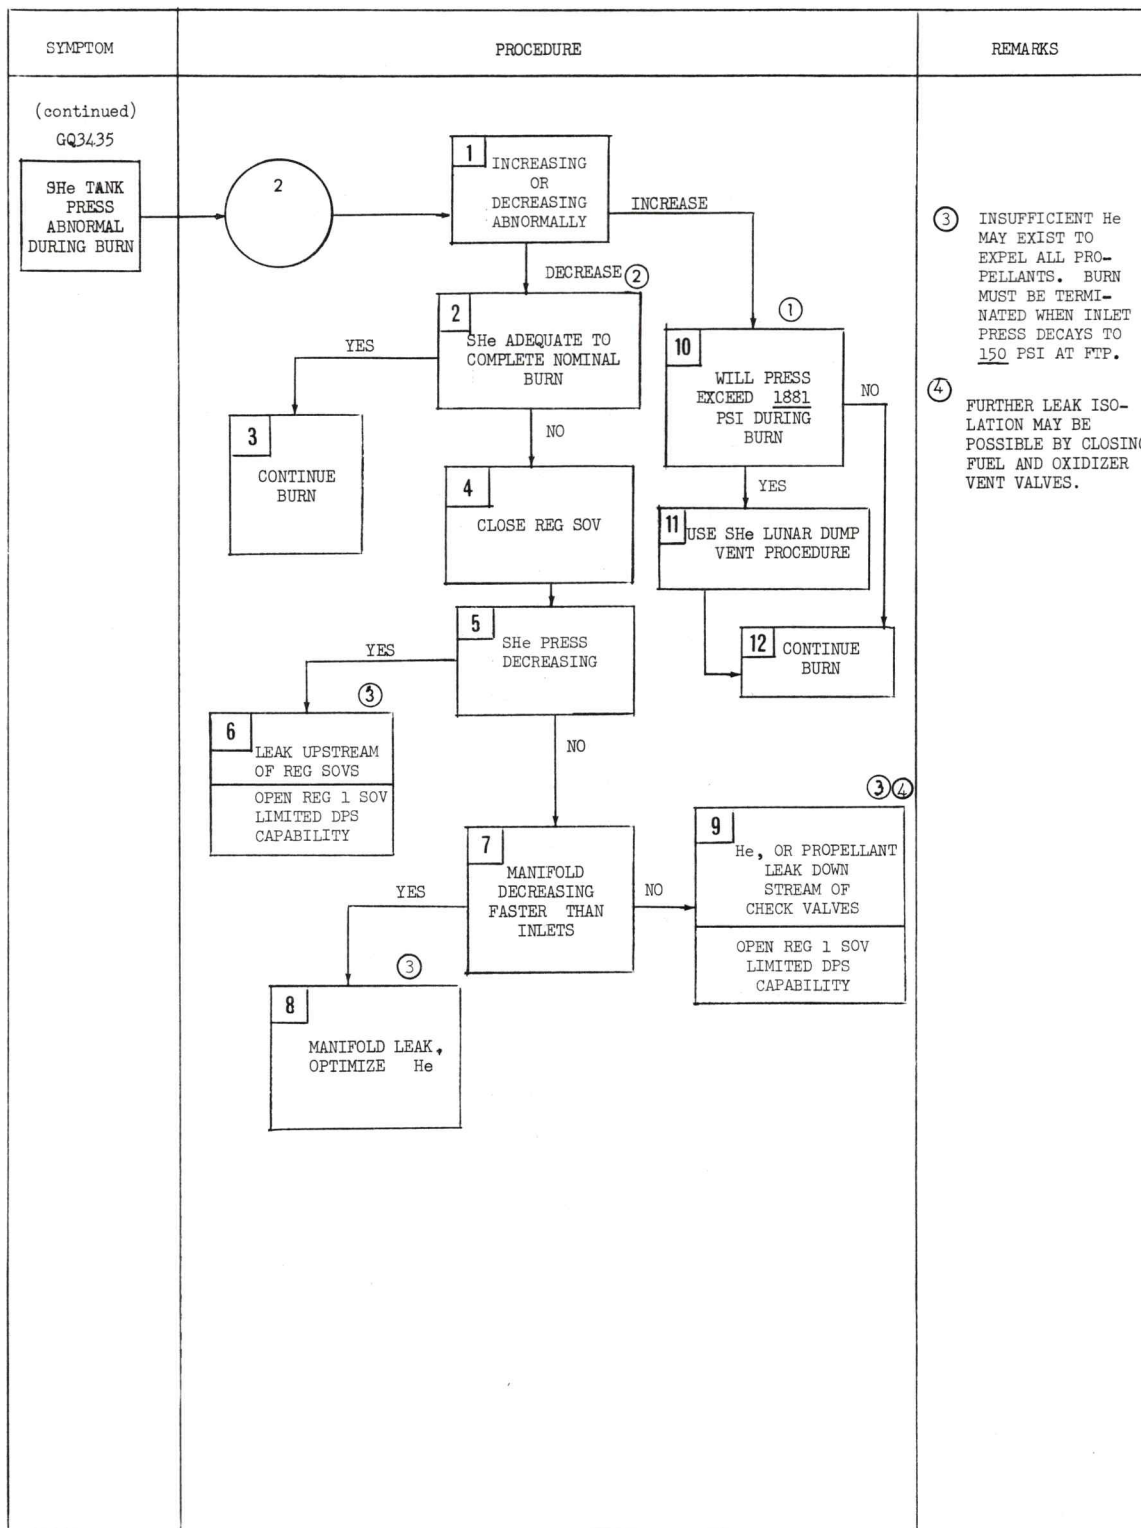 SYMPTOM
PROCEDURE
REMARKS
(continued)
GQ3435
SHe TANK
PRESS
ABNORMAL
DURING BURN
2
1
INCREASING
OR
DECREASING
ABNORMALLY
INCREASE
DECREASE ②
2
SHe ADEQUATE TO
COMPLETE NOMINAL
BURN
YES
NO
3
CONTINUE
BURN
4
CLOSE REG SOV
5
SHe PRESS
DECREASING
YES
NO
③
6
LEAK UPSTREAM
OF REG SOVS
OPEN REG 1 SOV
LIMITED DPS
CAPABILITY
7
MANIFOLD
DECREASING
FASTER THAN
INLETS
YES
NO
③
8
MANIFOLD LEAK,
OPTIMIZE He
③④
9
He, OR PROPELLANT
LEAK DOWN
STREAM OF
CHECK VALVES
OPEN REG 1 SOV
LIMITED DPS
CAPABILITY
①
10
WILL PRESS
EXCEED 1881
PSI DURING
BURN
NO
YES
11
USE SHe LUNAR DUMP
VENT PROCEDURE
12
CONTINUE
BURN
③ INSUFFICIENT He
MAY EXIST TO
EXPEL ALL PRO-
PELLANTS. BURN
MUST BE TERMI-
NATED WHEN INLET
PRESS DECAYS TO
150 PSI AT FTP.
④ FURTHER LEAK ISO-
LATION MAY BE
POSSIBLE BY CLOSING
FUEL AND OXIDIZER
VENT VALVES.